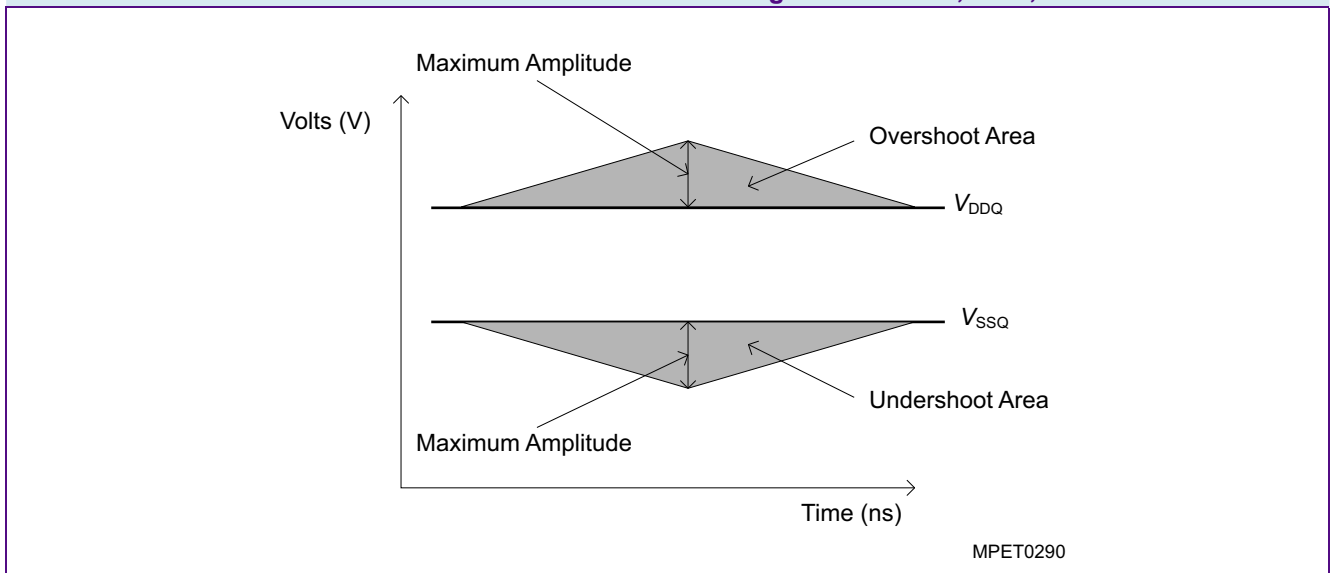 Maximum Amplitude
Volts (V)
Overshoot Area
VDDQ
VSSQ
Undershoot Area
Maximum Amplitude
Time (ns)
MPET0290